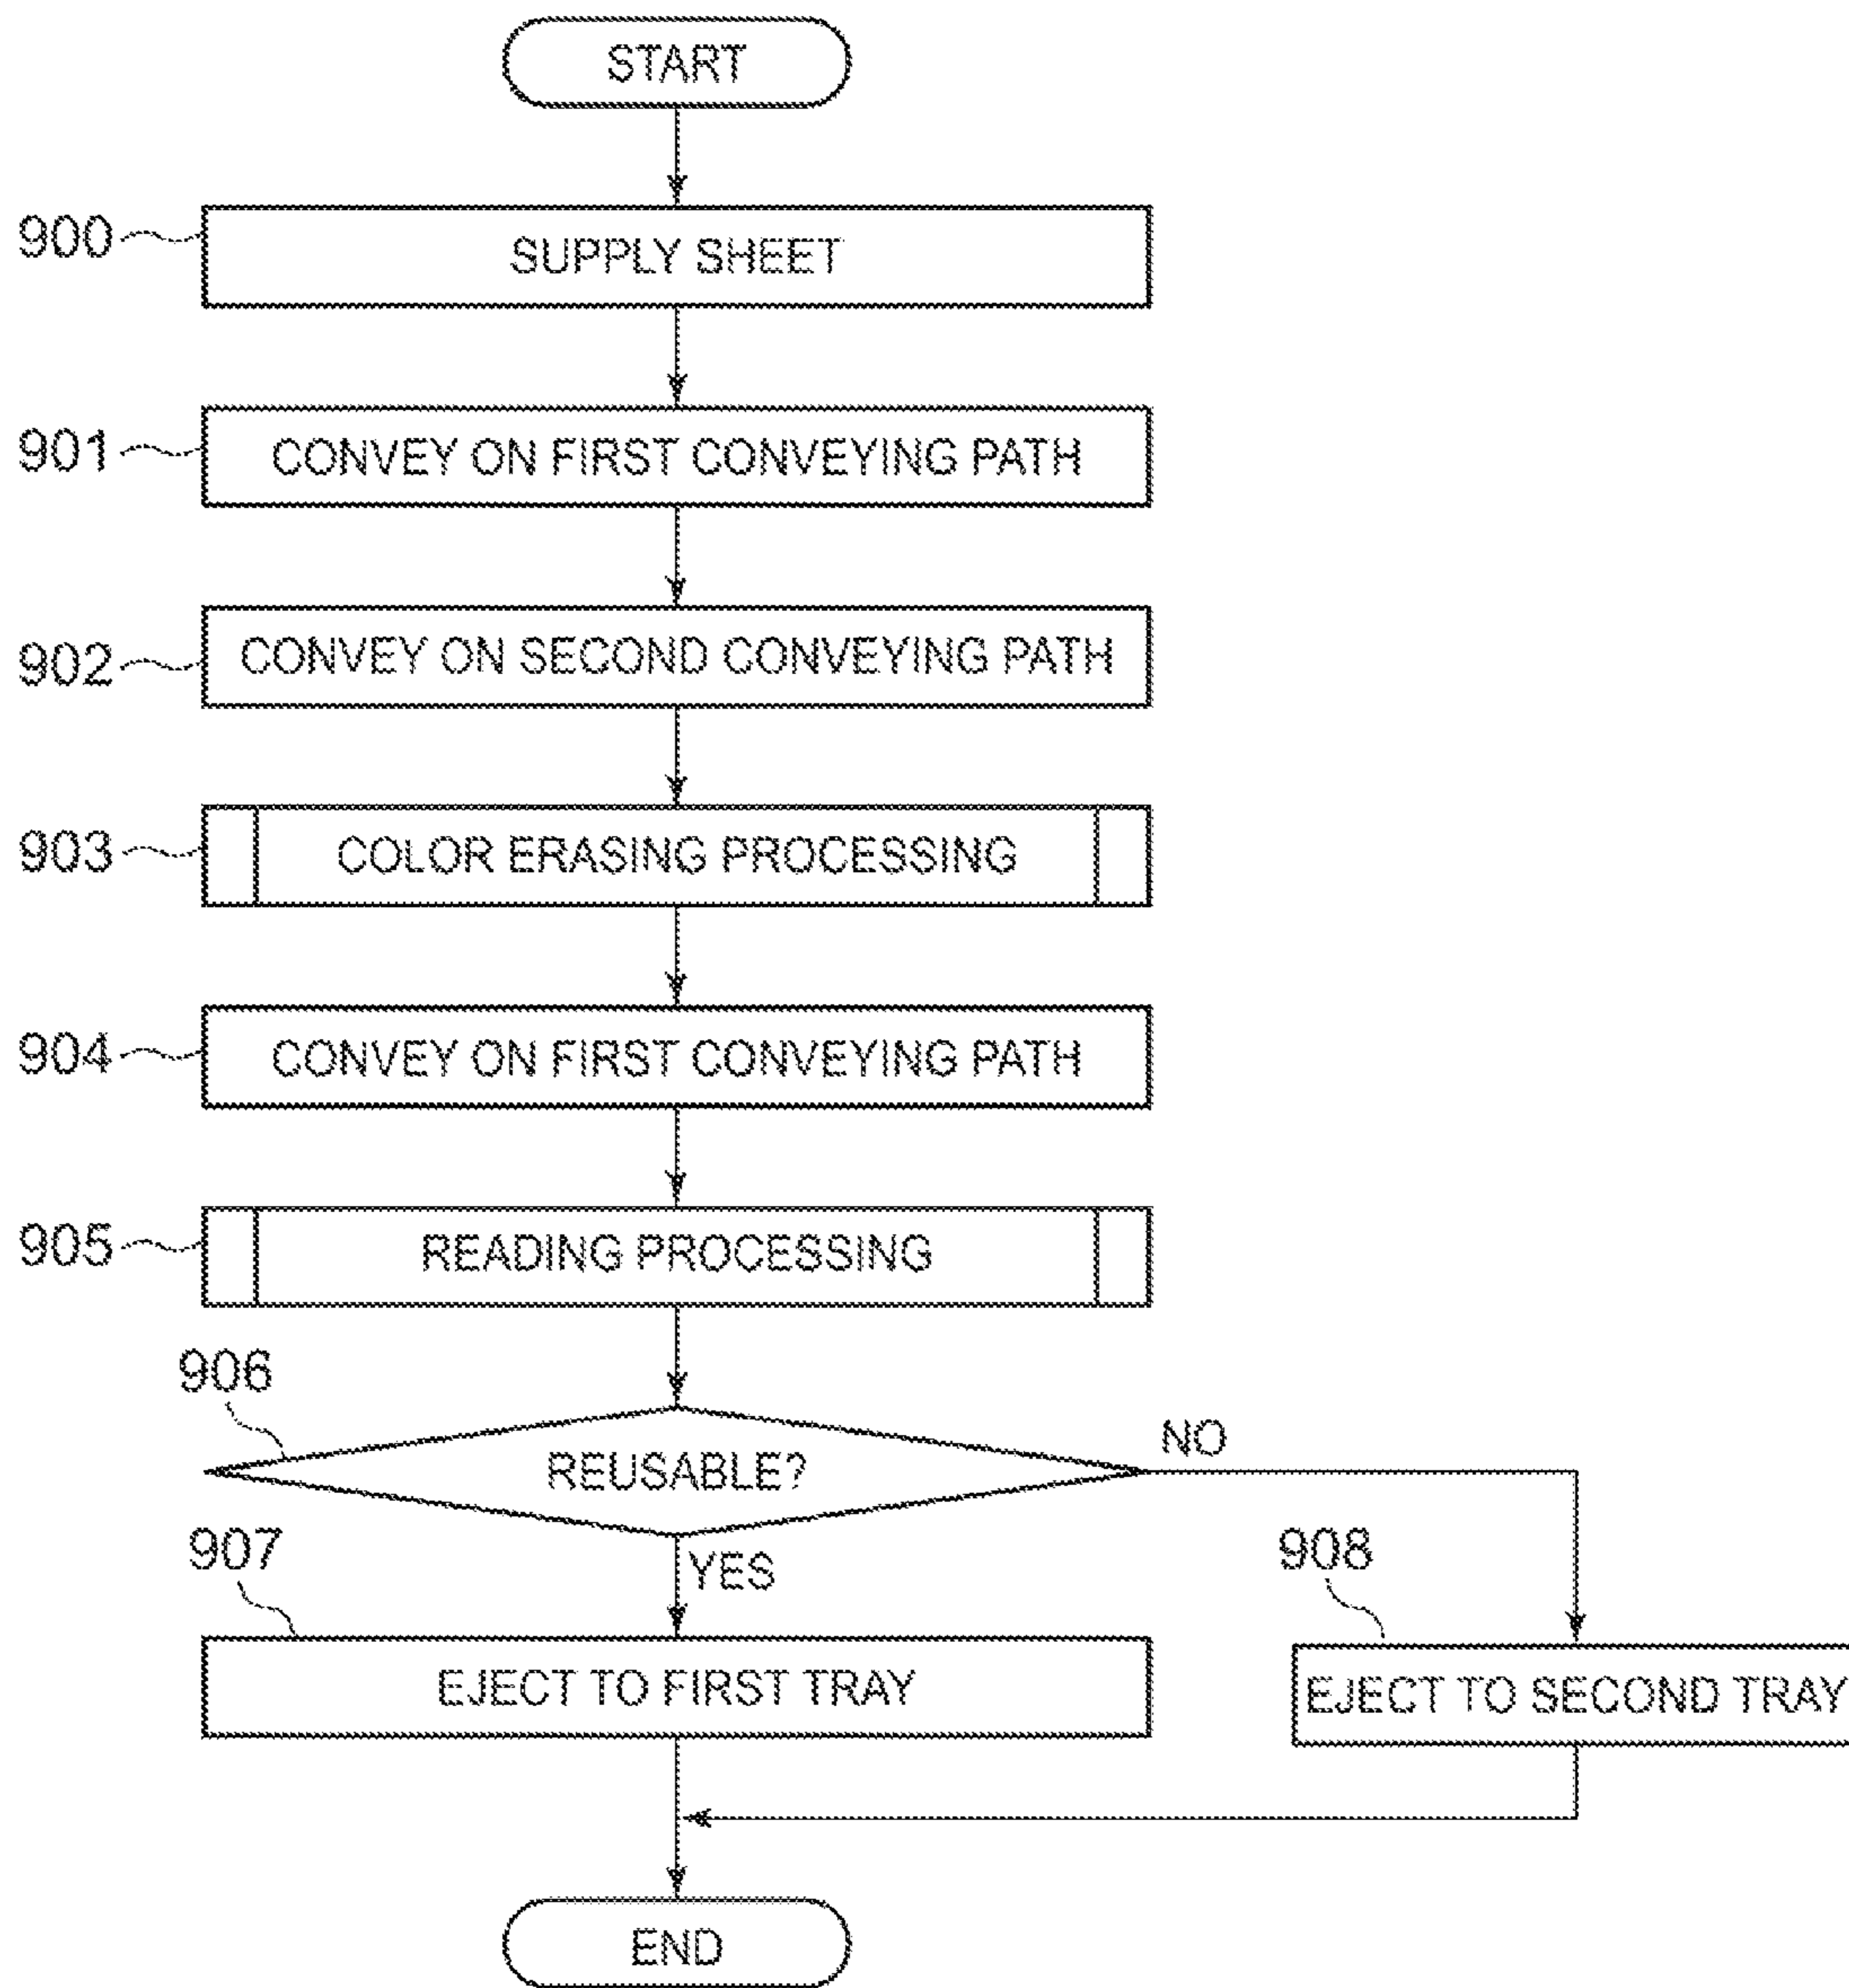 START
900
SUPPLY SHEET
901
CONVEY ON FIRST CONVEYING PATH
902
CONVEY ON SECOND CONVEYING PATH
903
COLOR ERASING PROCESSING
904
CONVEY ON FIRST CONVEYING PATH
905
READING PROCESSING
906
REUSABLE?
NO
YES
907
EJECT TO FIRST TRAY
908
EJECT TO SECOND TRAY
END